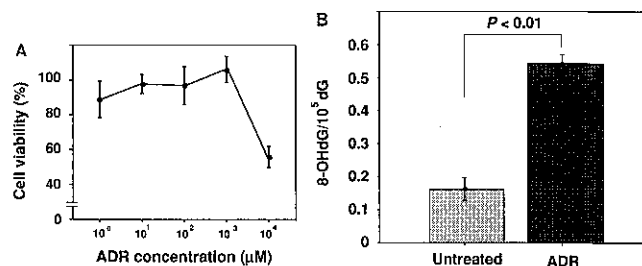 A
Cell viability (%)
100
80
60
40
0
10⁰ 10¹ 10² 10³ 10⁴
ADR concentration (μM)
B
P < 0.01
8-OHdG/10⁵ dG
0.6
0.5
0.4
0.3
0.2
0.1
0
Untreated ADR